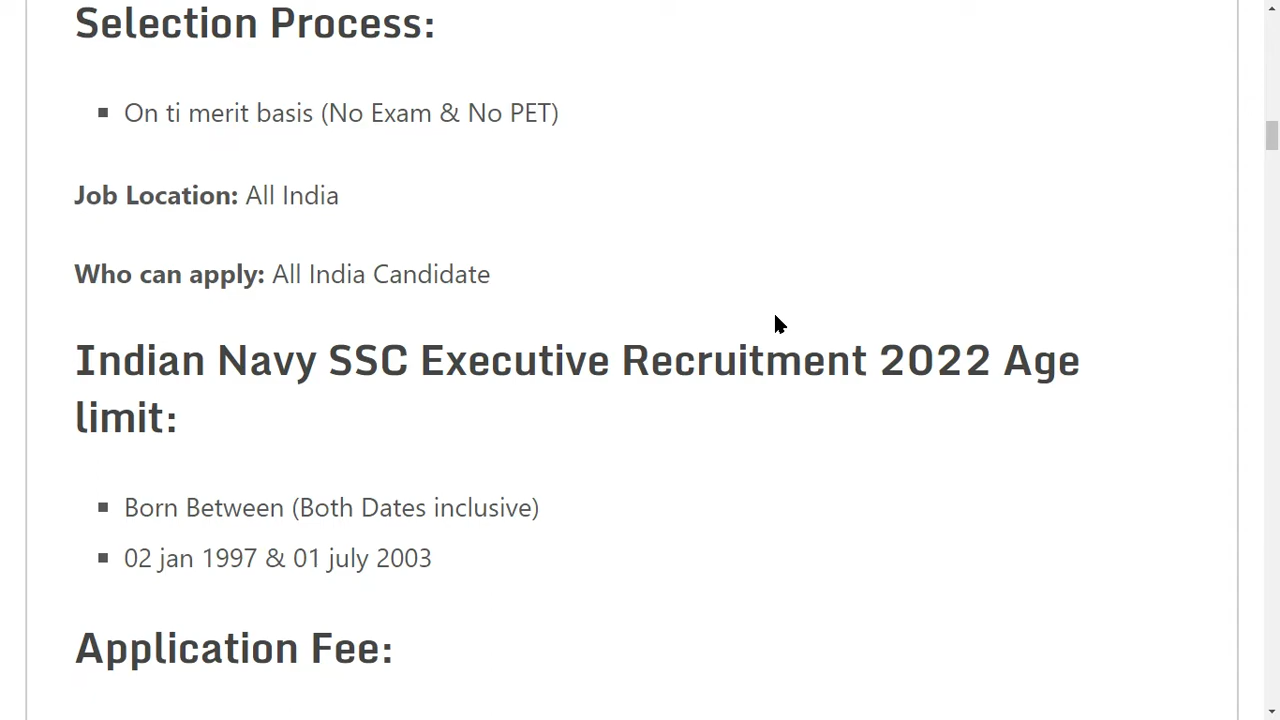 Selection Process:
On ti merit basis (No Exam & No PET)
Job Location: All India
Who can apply: All India Candidate
Indian Navy SSC Executive Recruitment 2022 Age
limit:
Born Between (Both Dates inclusive)
02 jan 1997 & 01 july 2003
Application Fee: